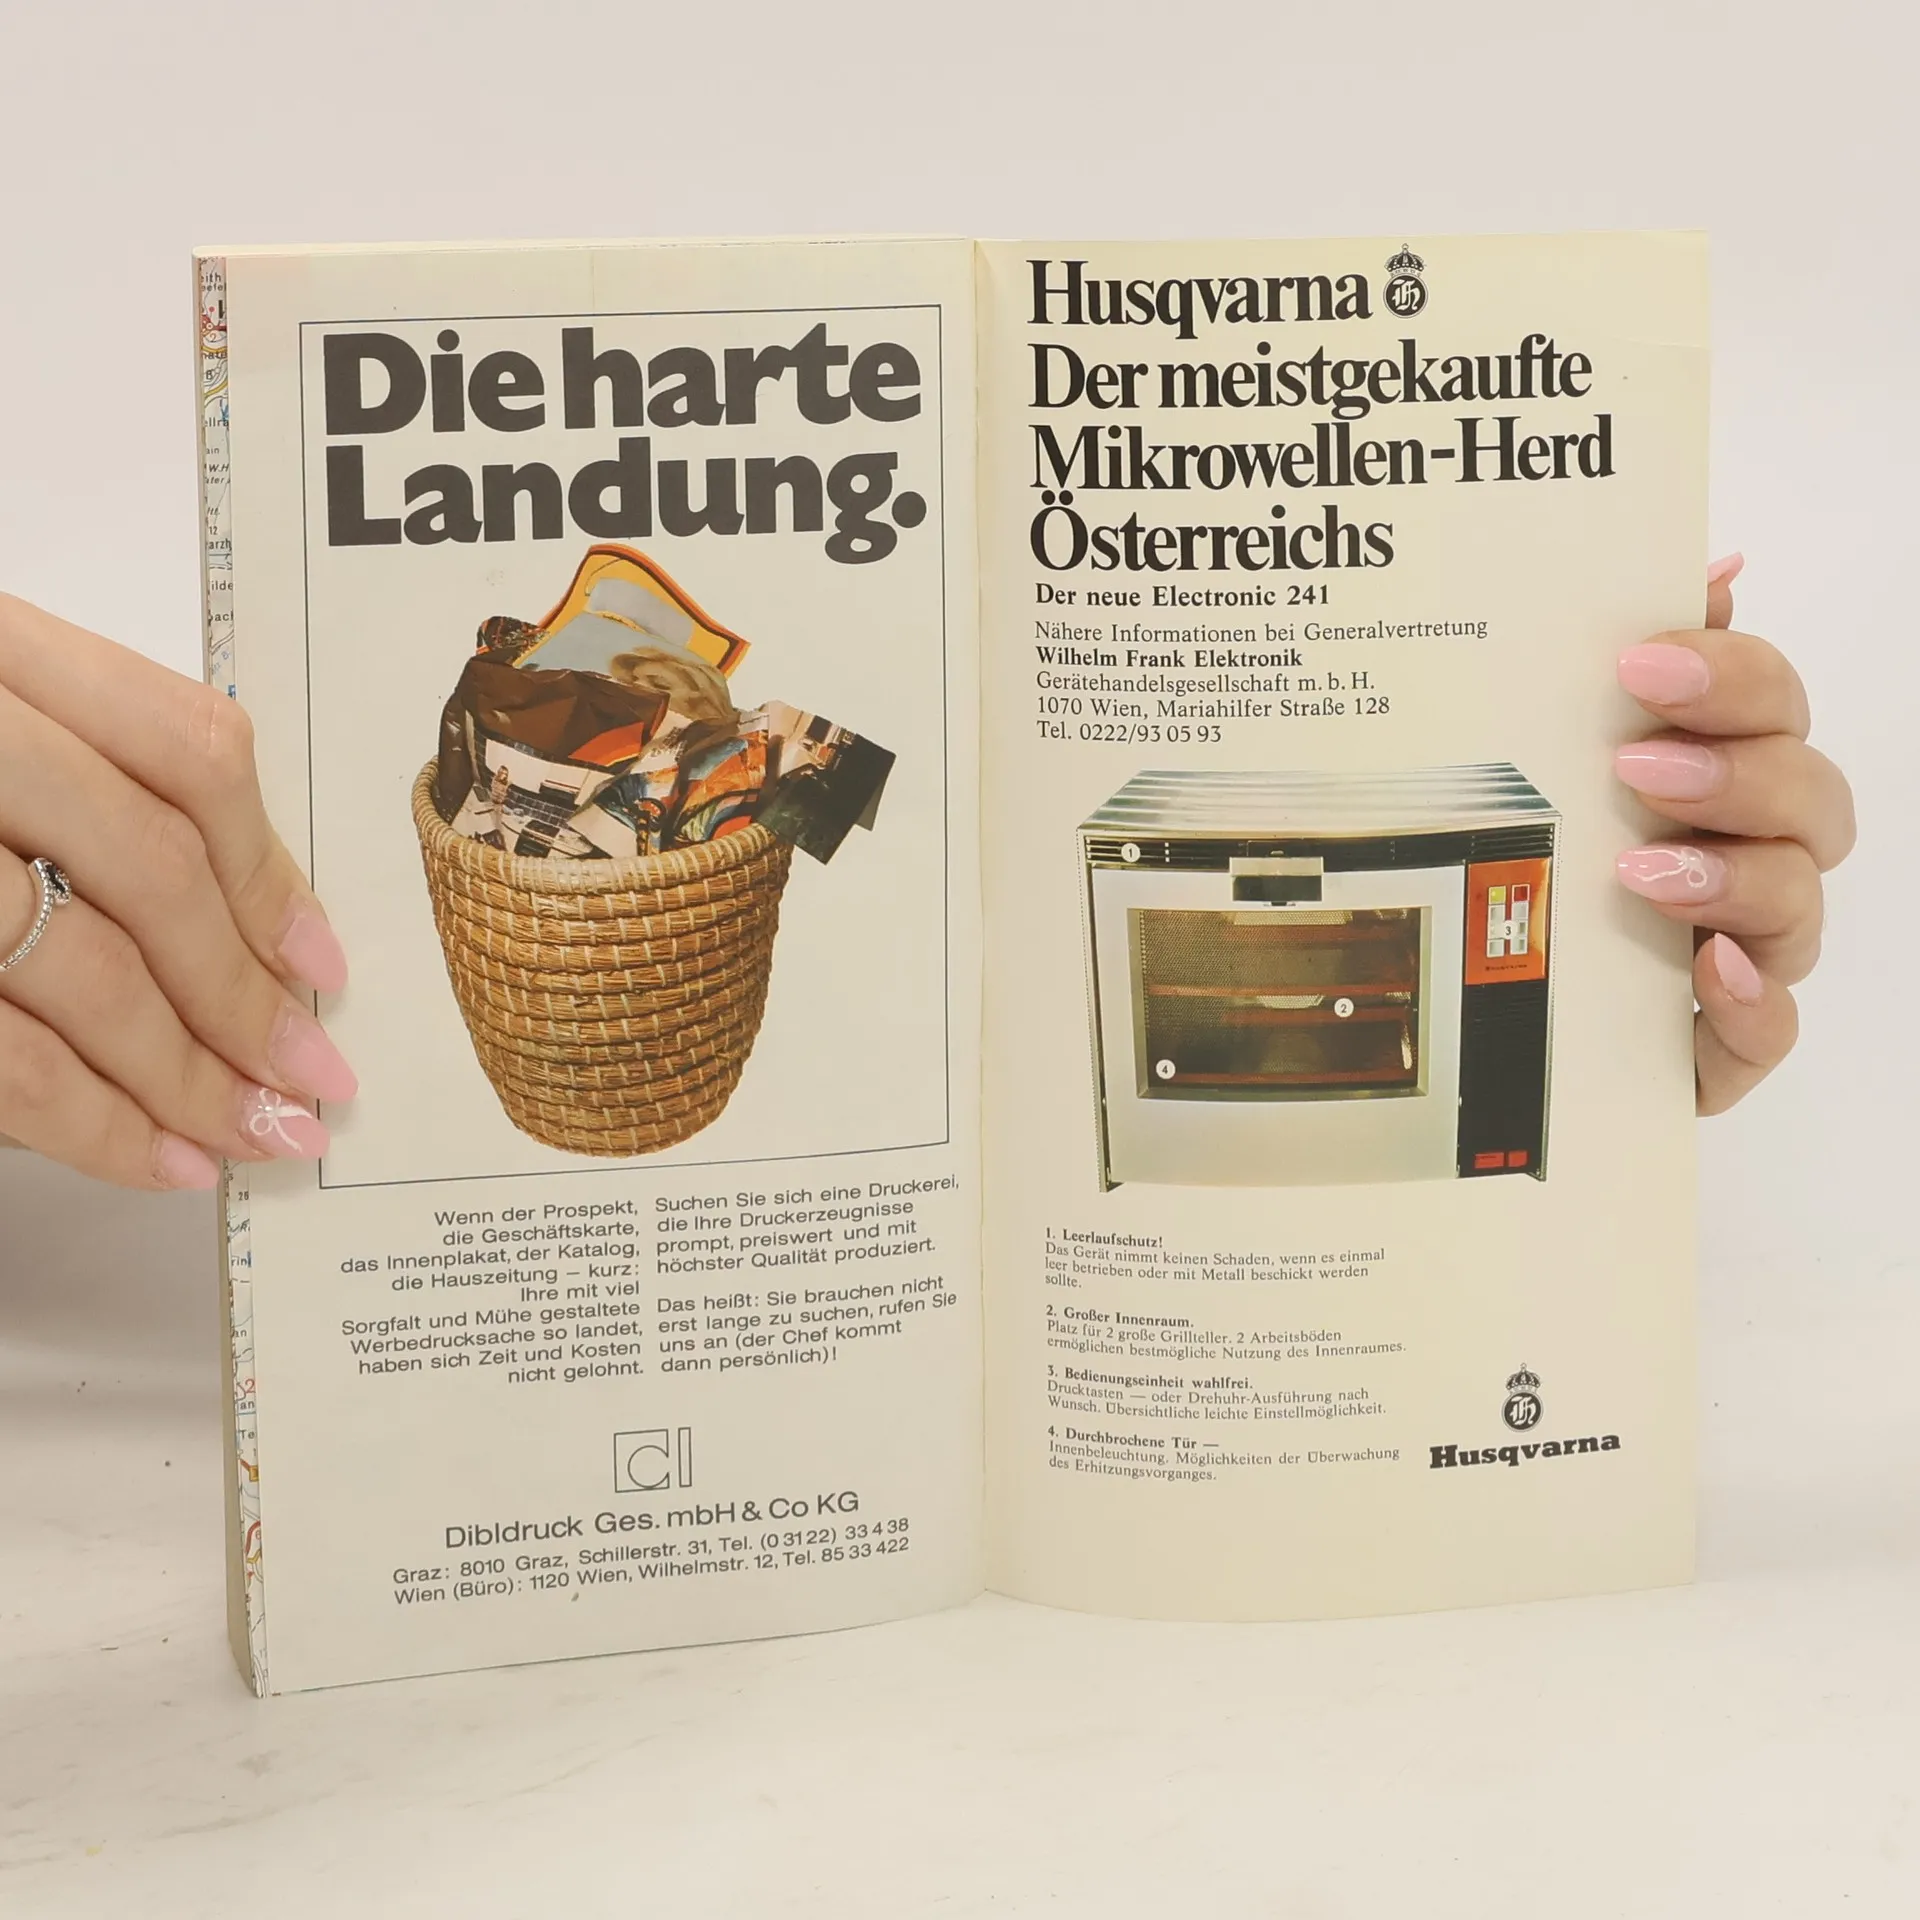 Die harte
Landung.
Wenn der Prospekt,
die Geschäftskarte,
das Innenplakat, der Katalog,
die Hauszeitung – kurz:
Ihre mit viel
Sorgfalt und Mühe gestaltete
Werbedrucksache so landet,
haben sich Zeit und Kosten
nicht gelohnt.
Suchen Sie sich eine Druckerei,
die Ihre Druckerzeugnisse
prompt, preiswert und mit
höchster Qualität produziert.
Das heißt: Sie brauchen nicht
erst lange zu suchen, rufen Sie
uns an (der Chef kommt
dann persönlich)!
Dibldruck Ges. mbH & Co KG
Graz: 8010 Graz, Schillerstr. 31, Tel. (0 31 22) 33 4 38
Wien (Büro): 1120 Wien, Wilhelmstr. 12, Tel. 85 33 422
Husqvarna
Der meistgekaufte
Mikrowellen-Herd
Österreichs
Der neue Electronic 241
Nähere Informationen bei Generalvertretung
Wilhelm Frank Elektronik
Gerätehandelsgesellschaft m. b. H.
1070 Wien, Mariahilfer Straße 128
Tel. 0222/93 05 93
1
3
2
4
1. Leerlaufschutz!
Das Gerät nimmt keinen Schaden, wenn es einmal
leer betrieben oder mit Metall beschickt werden
sollte.
2. Großer Innenraum.
Platz für 2 große Grillteller. 2 Arbeitsböden
ermöglichen bestmögliche Nutzung des Innenraumes.
3. Bedienungseinheit wahlfrei.
Drucktasten — oder Drehuhr-Ausführung nach
Wunsch. Übersichtliche leichte Einstellmöglichkeit.
4. Durchbrochene Tür —
Innenbeleuchtung. Möglichkeiten der Überwachung
des Erhitzungsvorganges.
Husqvarna